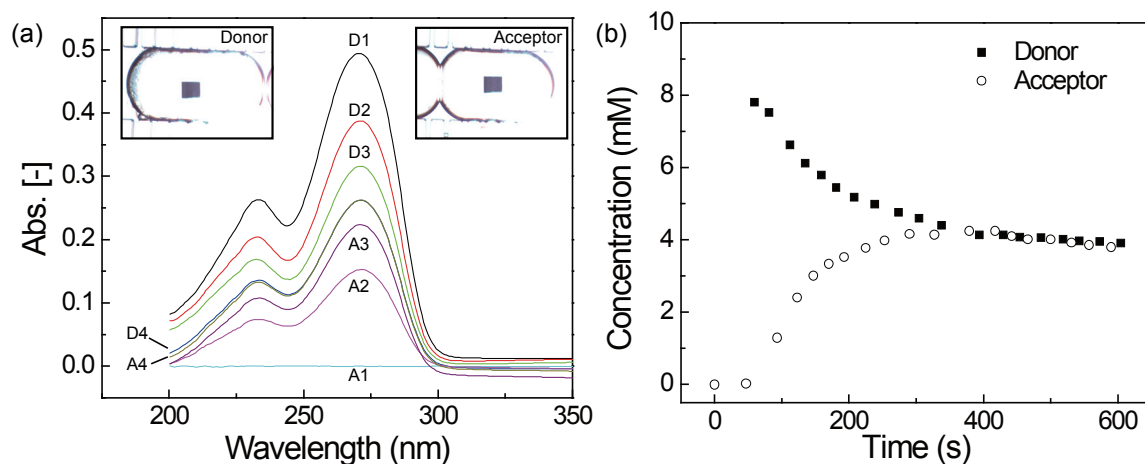 (a)
Donor
Acceptor
D1
D2
D3
A3
A2
D4
A4
A1
0.5
0.4
0.3
0.2
0.1
0.0
Abs. [-]
200 250 300 350
Wavelength (nm)
(b)
Donor
Acceptor
10
8
6
4
2
0
Concentration (mM)
0 200 400 600
Time (s)